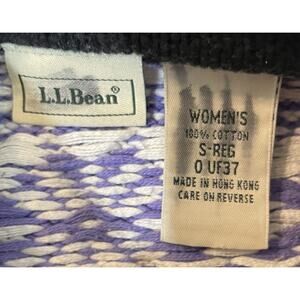 L.L.Bean®
WOMEN'S
100% COTTON
S-REG
0 UF37
MADE IN HONG KONG
CARE ON REVERSE